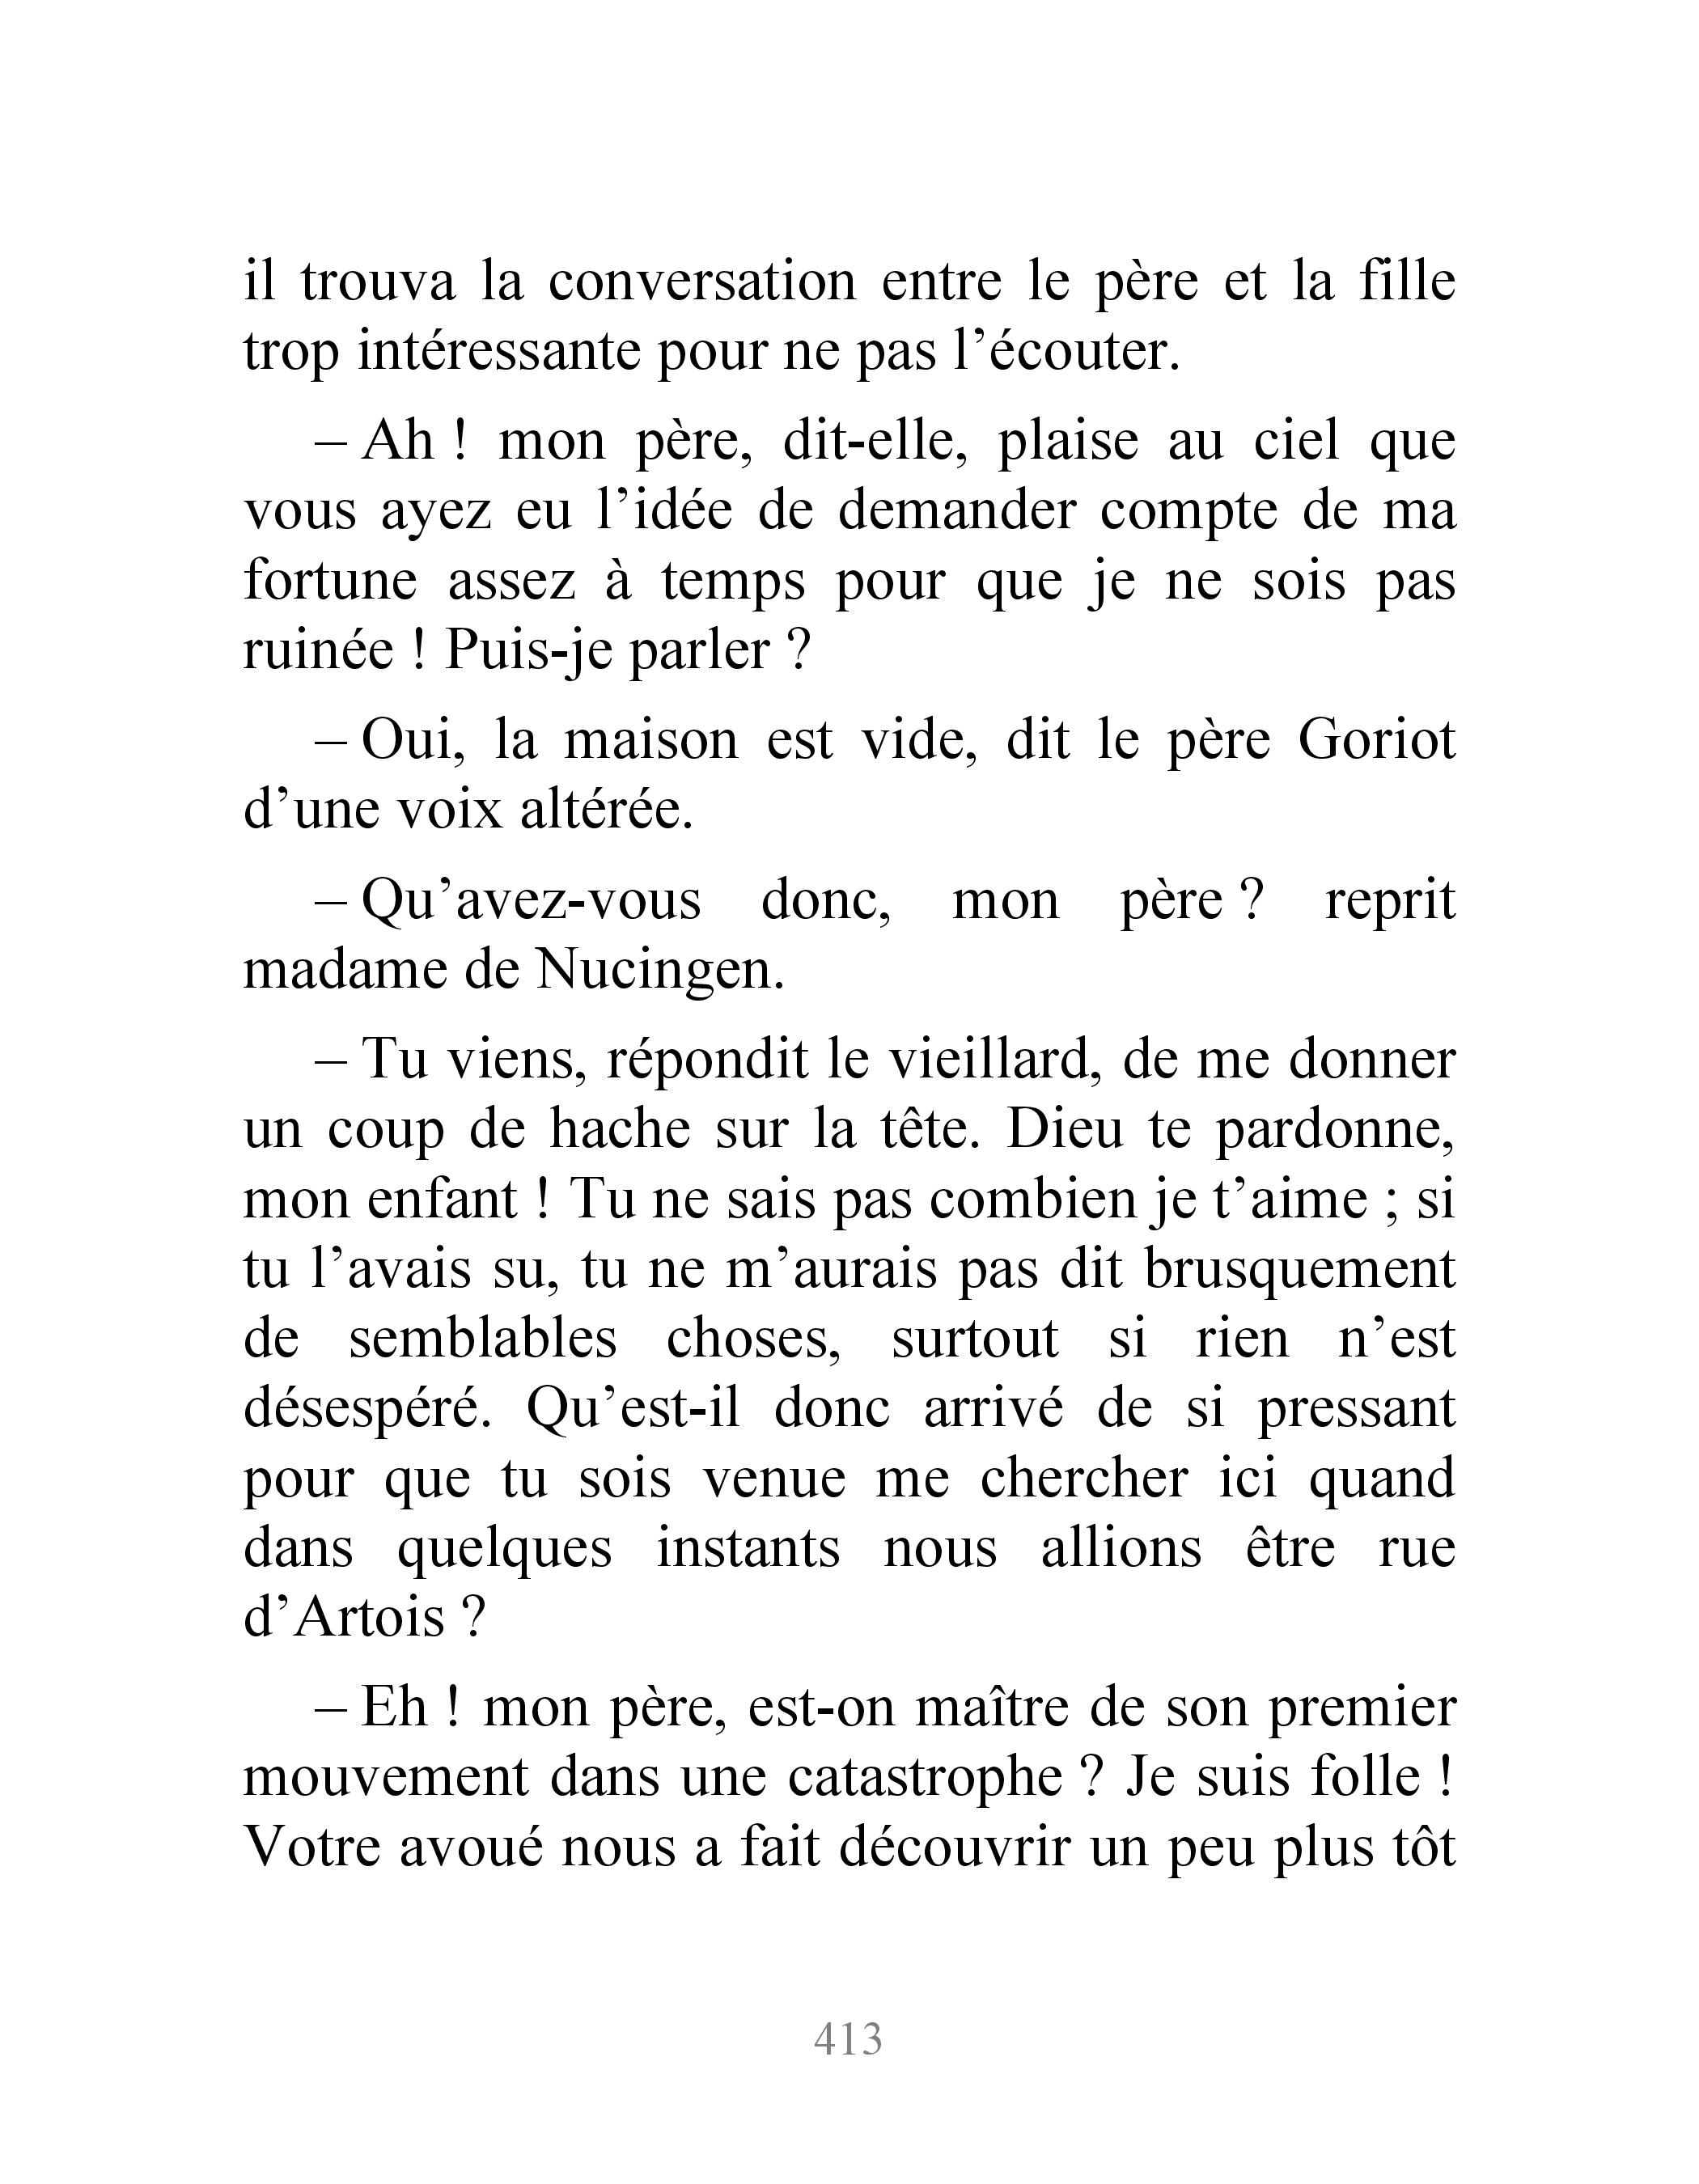 il trouva la conversation entre le père et la fille
trop intéressante pour ne pas l’écouter.
– Ah ! mon père, dit-elle, plaise au ciel que
vous ayez eu l’idée de demander compte de ma
fortune assez à temps pour que je ne sois pas
ruinée ! Puis-je parler ?
– Oui, la maison est vide, dit le père Goriot
d’une voix altérée.
– Qu’avez-vous donc, mon père ? reprit
madame de Nucingen.
– Tu viens, répondit le vieillard, de me donner
un coup de hache sur la tête. Dieu te pardonne,
mon enfant ! Tu ne sais pas combien je t’aime ; si
tu l’avais su, tu ne m’aurais pas dit brusquement
de semblables choses, surtout si rien n’est
désespéré. Qu’est-il donc arrivé de si pressant
pour que tu sois venue me chercher ici quand
dans quelques instants nous allions être rue
d’Artois ?
– Eh ! mon père, est-on maître de son premier
mouvement dans une catastrophe ? Je suis folle !
Votre avoué nous a fait découvrir un peu plus tôt
413